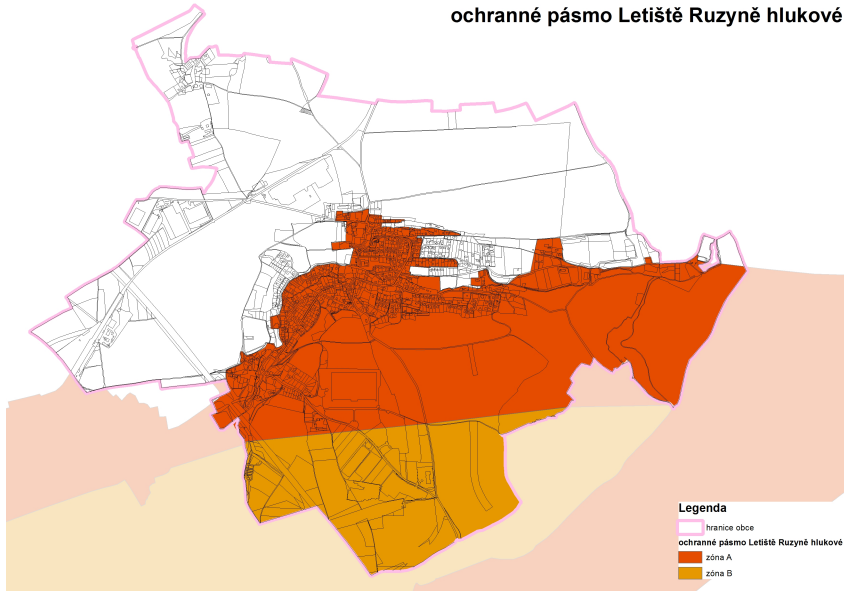 ochranné pásmo Letiště Ruzyně hlukové
Legenda
hranice obce
ochranné pásmo Letiště Ruzyně hlukové
zóna A
zóna B